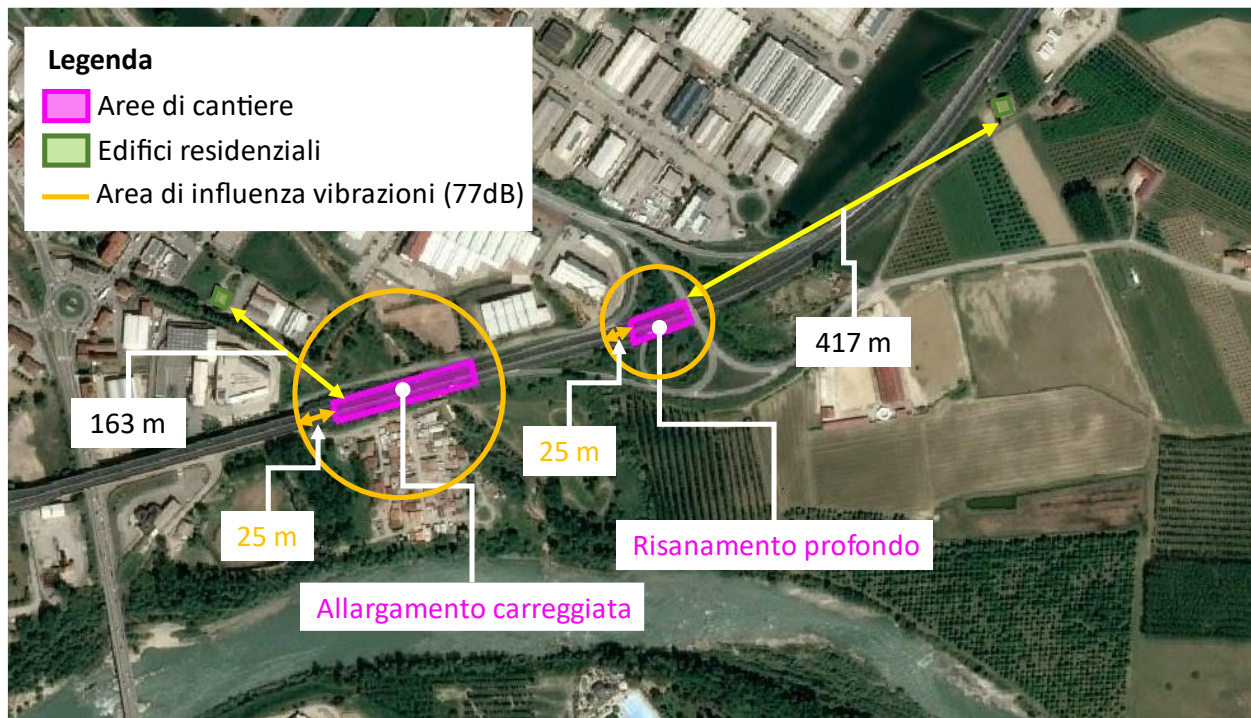 Legenda
Aree di cantiere
Edifici residenziali
Area di influenza vibrazioni (77dB)
163 m
25 m
25 m
417 m
Risanamento profondo
Allargamento carreggiata